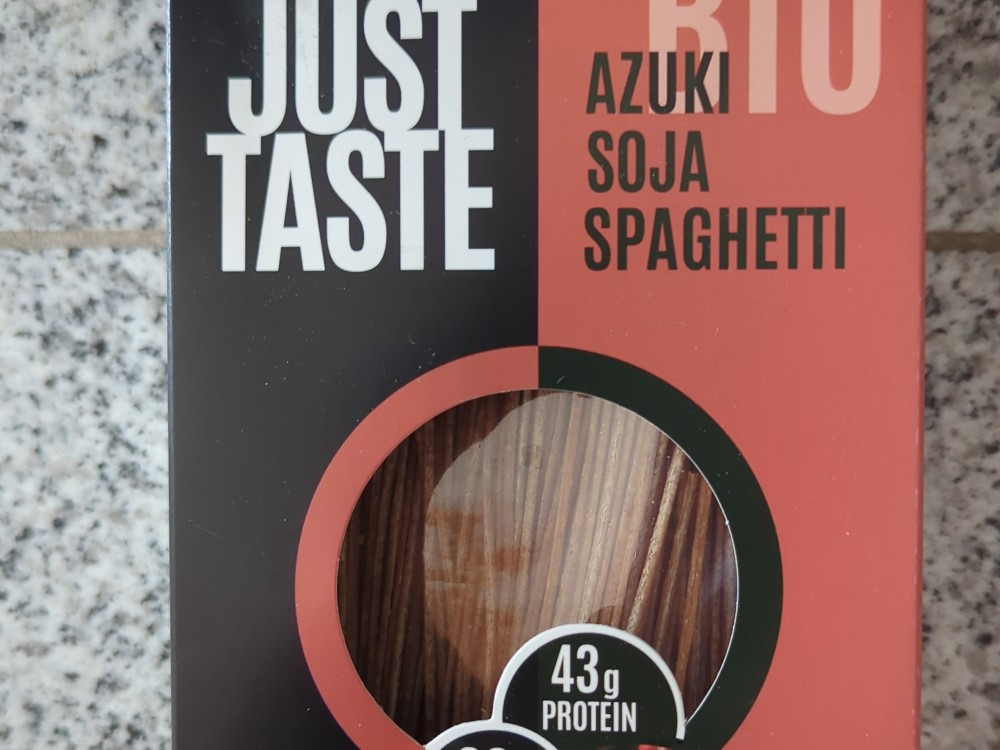 JUST
TASTE
BIO
AZUKI
SOJA
SPAGHETTI
43g
PROTEIN